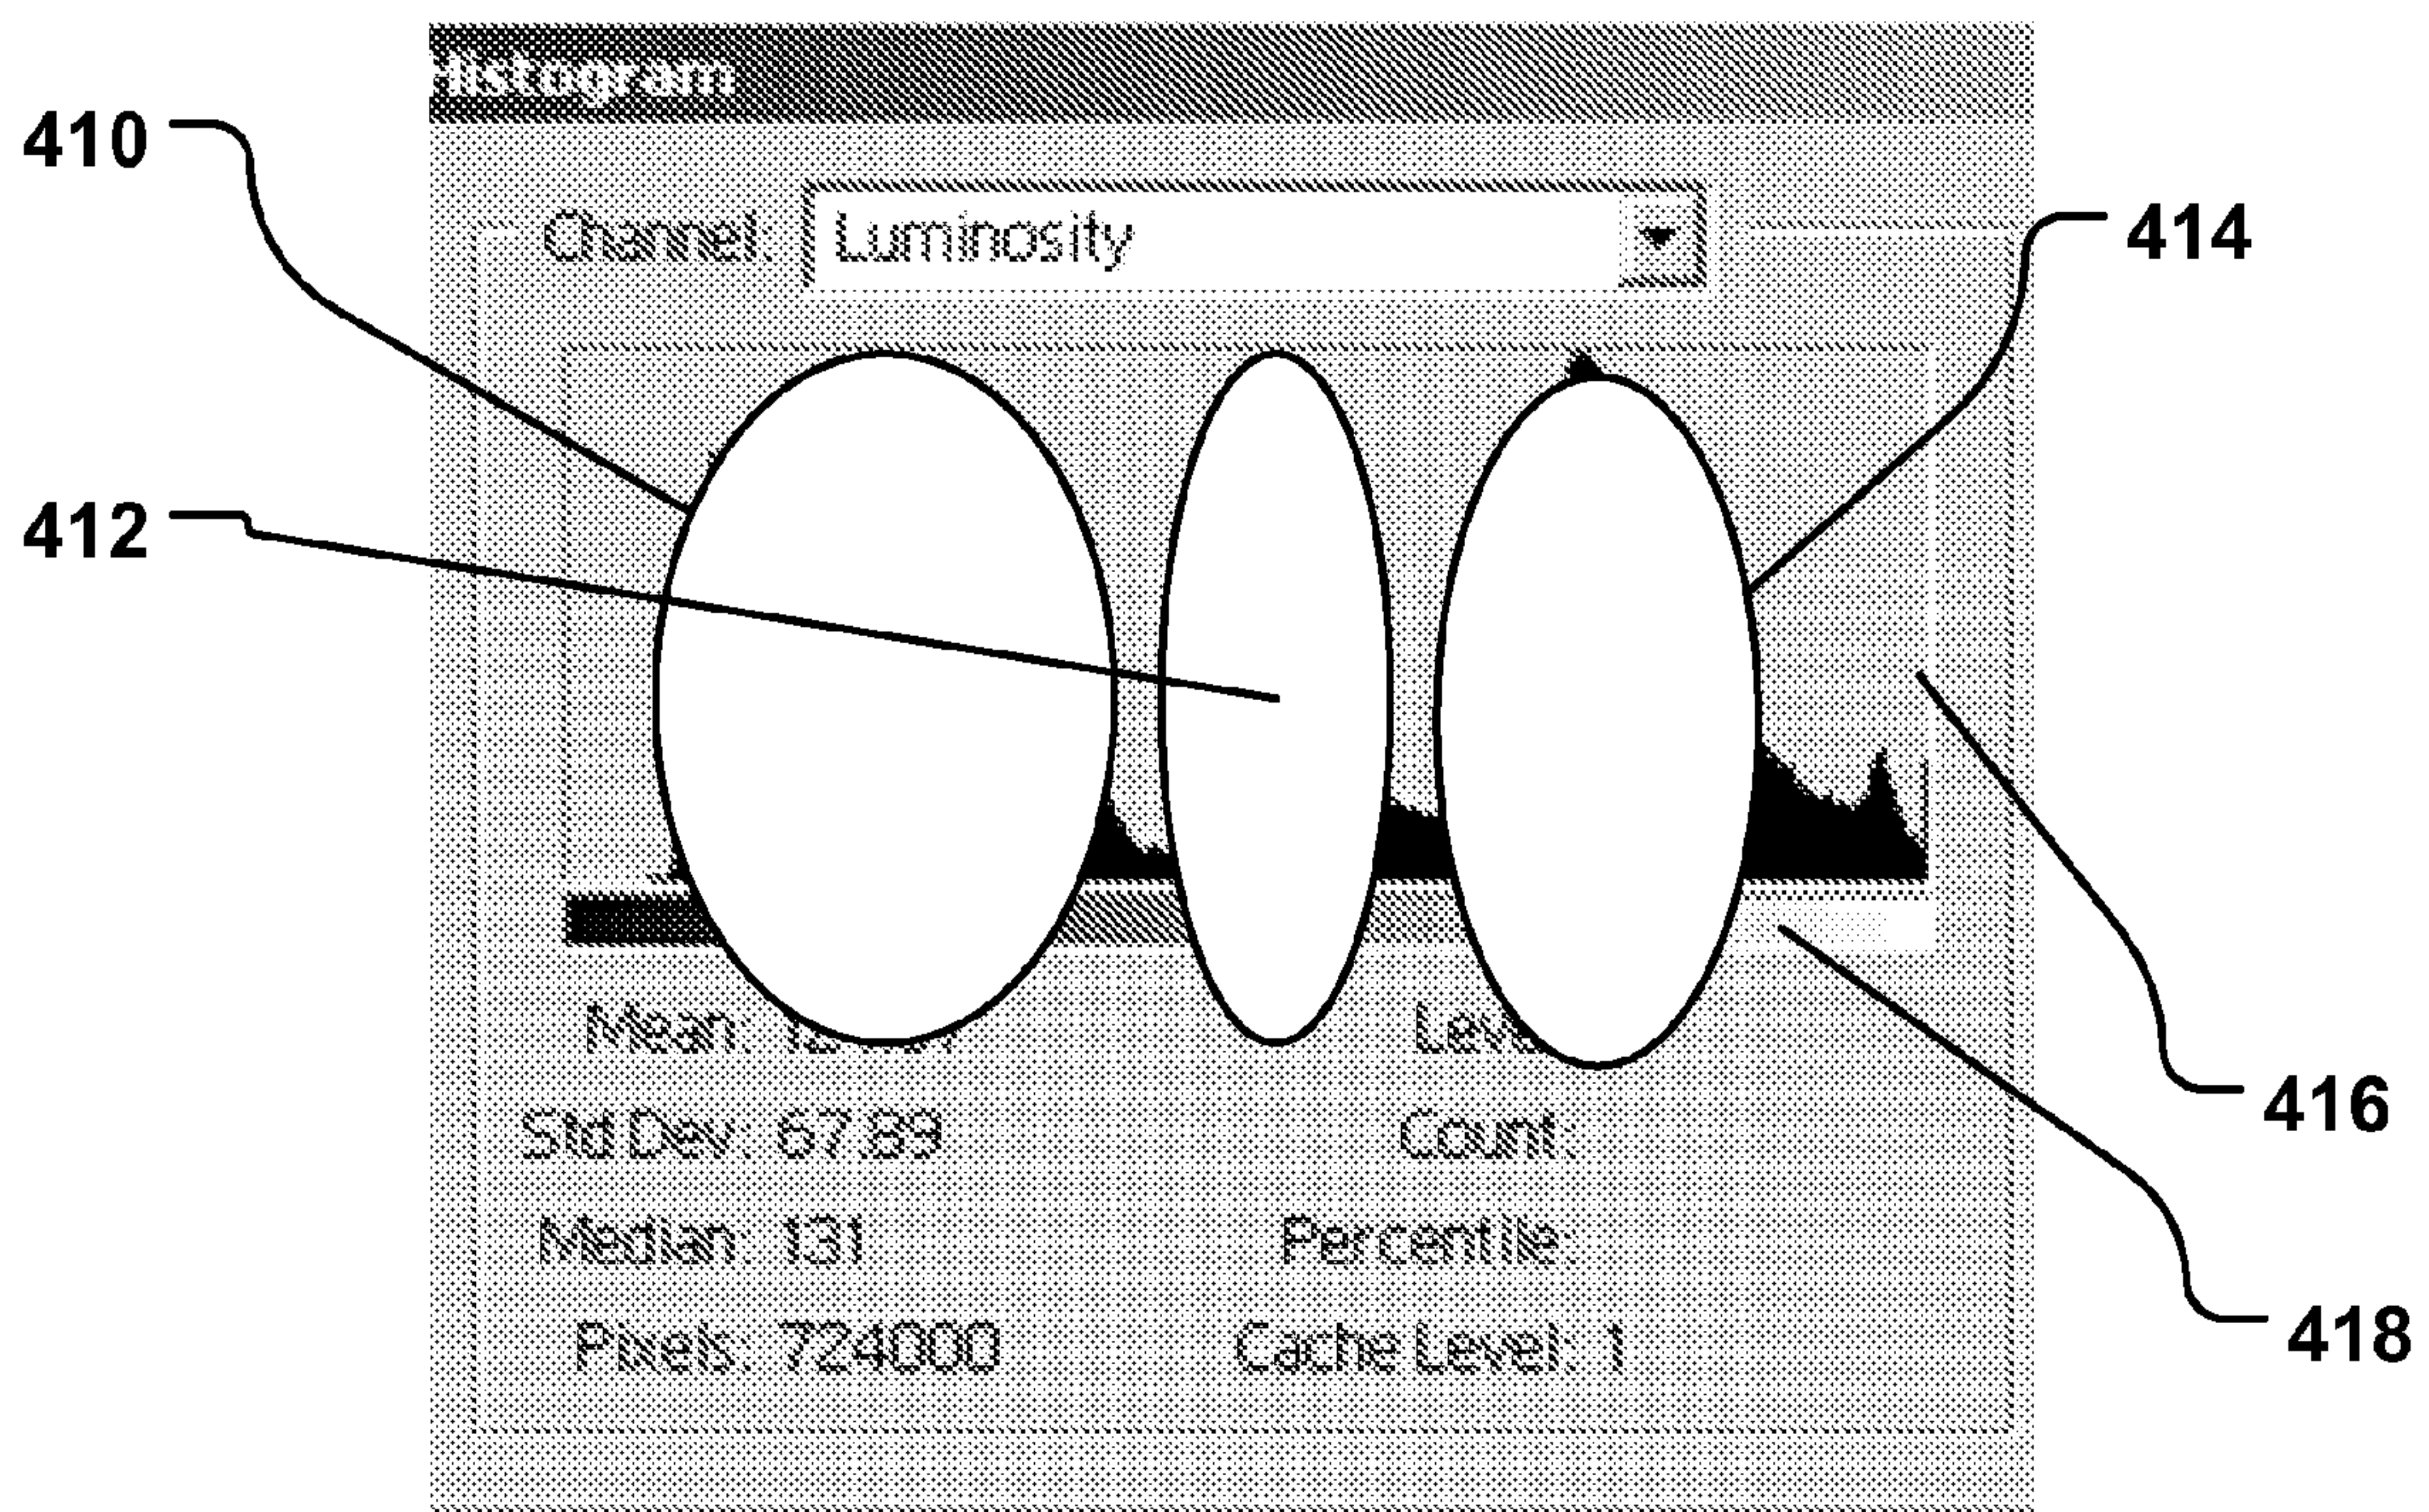 Histogram
410
Channel: Luminosity
414
412
Mean:
Std Dev: 67.89
Count:
416
Median: 131
Percentile:
Pixels: 724000
Cache Level: 1
418